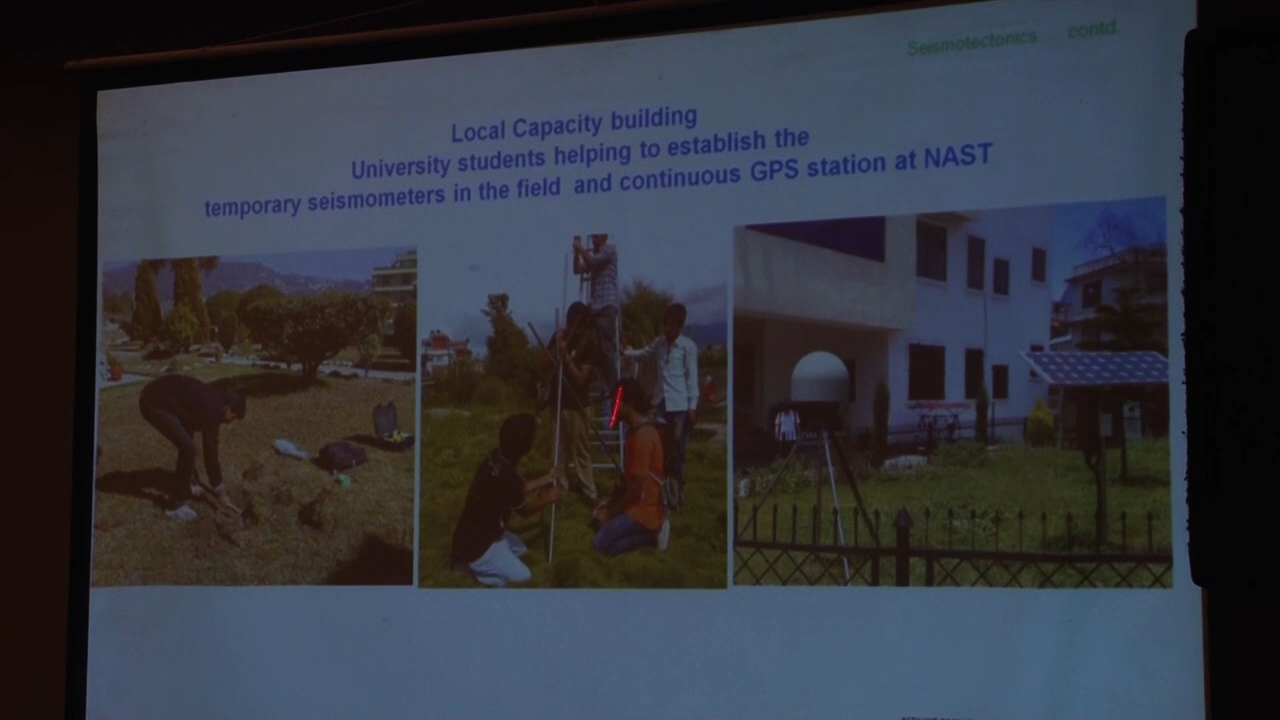 Seismotectonics contd
Local Capacity building
University students helping to establish the
temporary seismometers in the field and continuous GPS station at NAST